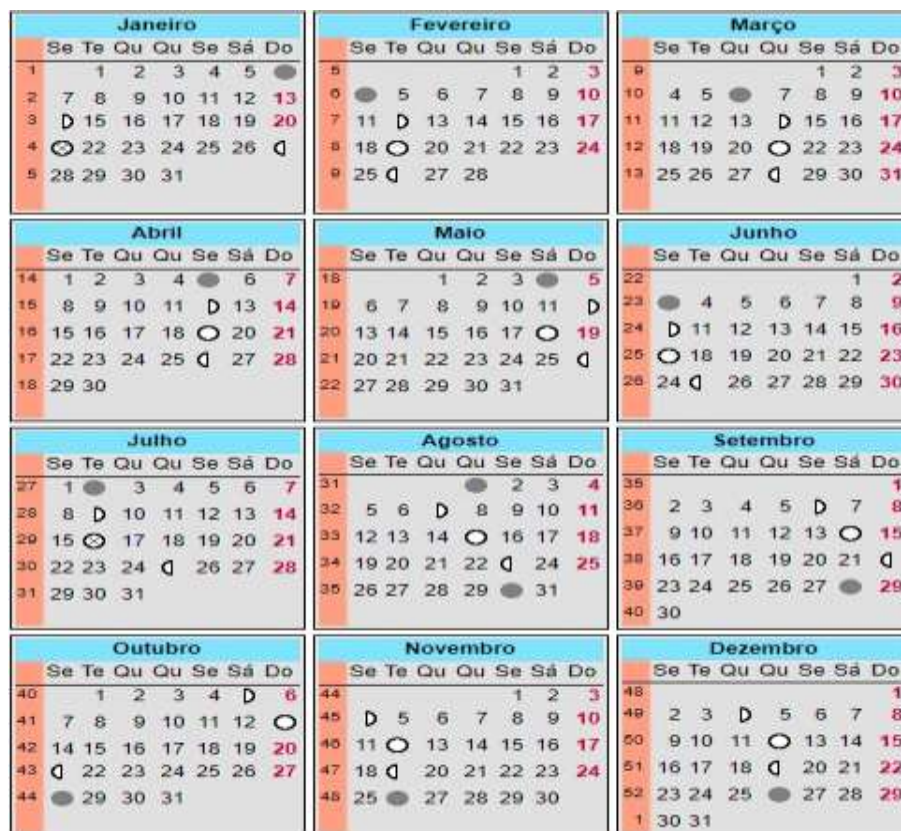 Janeiro
Se Te Qu Qu Se Sá Do
1 1 2 3 4 5
2 7 8 9 10 11 12 13
3 15 16 17 18 19 20
4 22 23 24 25 26
5 28 29 30 31
Fevereiro
Se Te Qu Qu Se Sá Do
5 1 2 3
6 5 6 7 8 9 10
7 11 13 14 15 16 17
8 18 20 21 22 23 24
9 25 27 28
Março
Se Te Qu Qu Se Sá Do
9 1 2 3
10 4 5 7 8 9 10
11 11 12 13 15 16 17
12 18 19 20 22 23 24
13 25 26 27 29 30 31
Abril
Se Te Qu Qu Se Sá Do
14 1 2 3 4 6 7
15 8 9 10 11 13 14
16 15 16 17 18 20 21
17 22 23 24 25 27 28
18 29 30
Maio
Se Te Qu Qu Se Sá Do
18 1 2 3 5
19 6 7 8 9 10 11
20 13 14 15 16 17 19
21 20 21 22 23 24 25
22 27 28 29 30 31
Junho
Se Te Qu Qu Se Sá Do
22 1 2
23 4 5 6 7 8 9
24 11 12 13 14 15 16
25 18 19 20 21 22 23
26 24 26 27 28 29 30
Julho
Se Te Qu Qu Se Sá Do
27 1 3 4 5 6 7
28 8 10 11 12 13 14
29 15 17 18 19 20 21
30 22 23 24 26 27 28
31 29 30 31
Agosto
Se Te Qu Qu Se Sá Do
31 2 3 4
32 5 6 8 9 10 11
33 12 13 14 16 17 18
34 19 20 21 22 24 25
35 26 27 28 29 31
Setembro
Se Te Qu Qu Se Sá Do
35 1
36 2 3 4 5 7 8
37 9 10 11 12 13 15
38 16 17 18 19 20 21
39 23 24 25 26 27 29
40 30
Outubro
Se Te Qu Qu Se Sá Do
40 1 2 3 4 6
41 7 8 9 10 11 12
42 14 15 16 17 18 19 20
43 22 23 24 25 26 27
44 29 30 31
Novembro
Se Te Qu Qu Se Sá Do
44 1 2 3
45 5 6 7 8 9 10
46 11 13 14 15 16 17
47 18 20 21 22 23 24
48 25 27 28 29 30
Dezembro
Se Te Qu Qu Se Sá Do
48 1
49 2 3 5 6 7 8
50 9 10 11 13 14 15
51 16 17 18 20 21 22
52 23 24 25 27 28 29
1 30 31